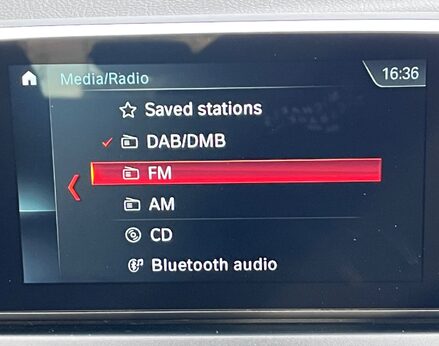 Media/Radio
16:36
Saved stations
DAB/DMB
FM
AM
CD
Bluetooth audio